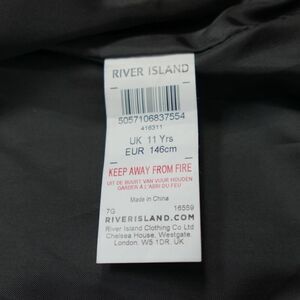 RIVER ISLAND
5057106837554
416311
UK 11 Yrs
EUR 146cm
KEEP AWAY FROM FIRE
UIT DE BUURT VAN VUUR HOUDEN
GARDER À L'ABRI DU FEU
Made in China
7G 16559
RIVERISLAND.COM
River Island Clothing Co Ltd
Chelsea House, Westgate.
London. W5 1DR, UK